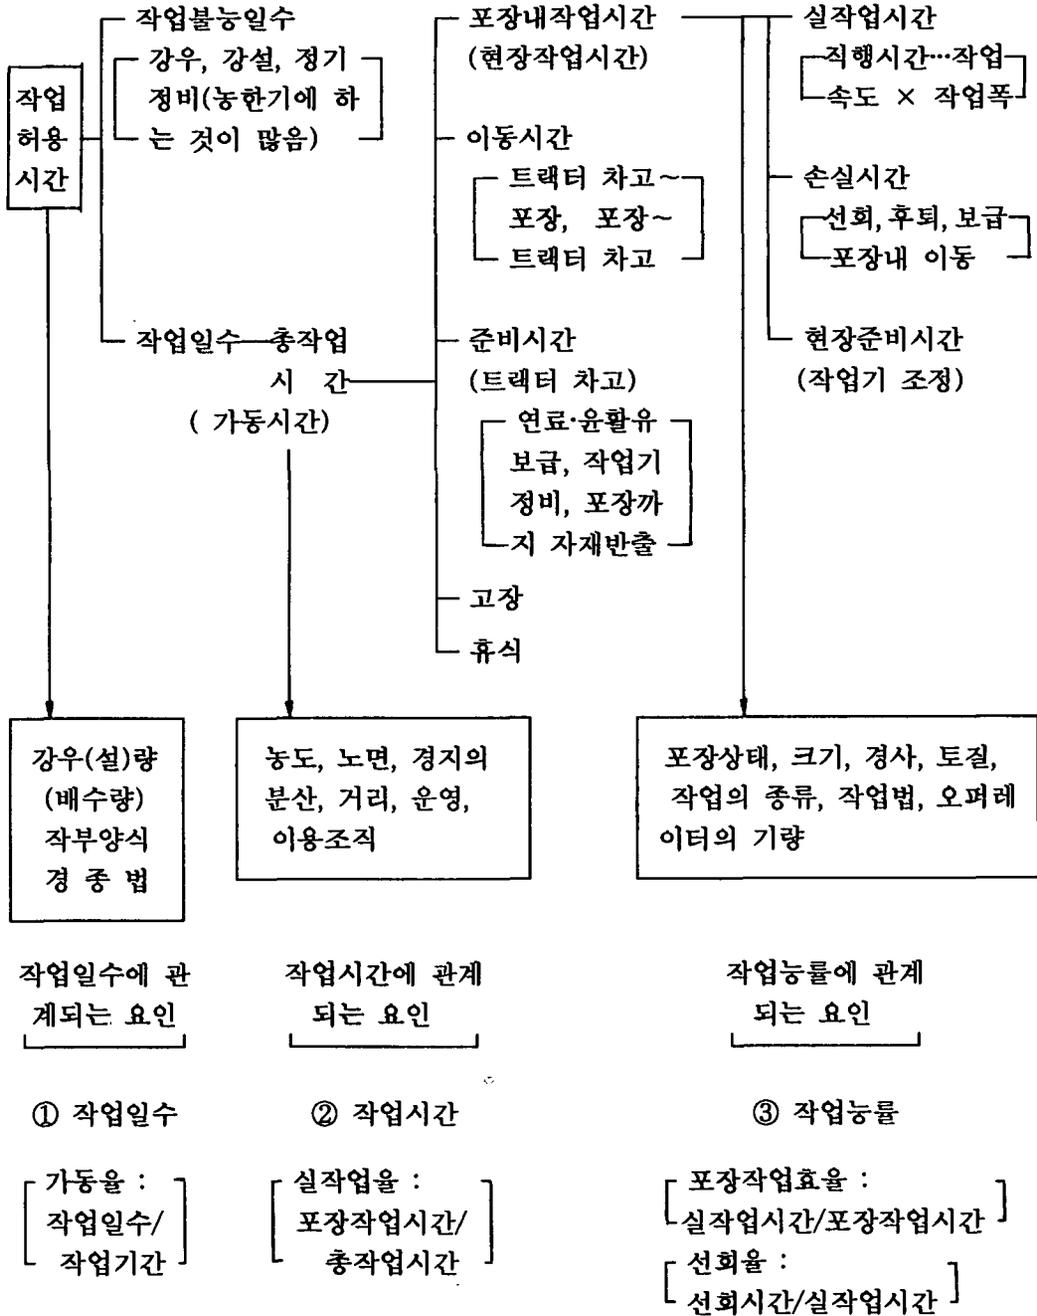 작업
허용
시간
작업불능일수
강우, 강설, 정기
정비(농한기에 하
는 것이 많음)
작업일수 총작업
시 간
( 가동시간)
포장내작업시간
(현장작업시간)
이동시간
트랙터 차고~
포장, 포장~
트랙터 차고
준비시간
(트랙터 차고)
연료·윤활유
보급, 작업기
정비, 포장까
지 자재반출
고장
휴식
실작업시간
직행시간…작업
속도 × 작업폭
손실시간
선회, 후퇴, 보급
포장내 이동
현장준비시간
(작업기 조정)
강우(설)량
(배수량)
작부양식
경 종 법
농도, 노면, 경지의
분산, 거리, 운영,
이용조직
포장상태, 크기, 경사, 토질,
작업의 종류, 작업법, 오퍼레
이터의 기량
작업일수에 관
계되는 요인
작업시간에 관계
되는 요인
작업능률에 관계
되는 요인
① 작업일수
② 작업시간
③ 작업능률
가동율 :
작업일수/
작업기간
실작업율 :
포장작업시간/
총작업시간
포장작업효율 :
실작업시간/포장작업시간
선회율 :
선회시간/실작업시간